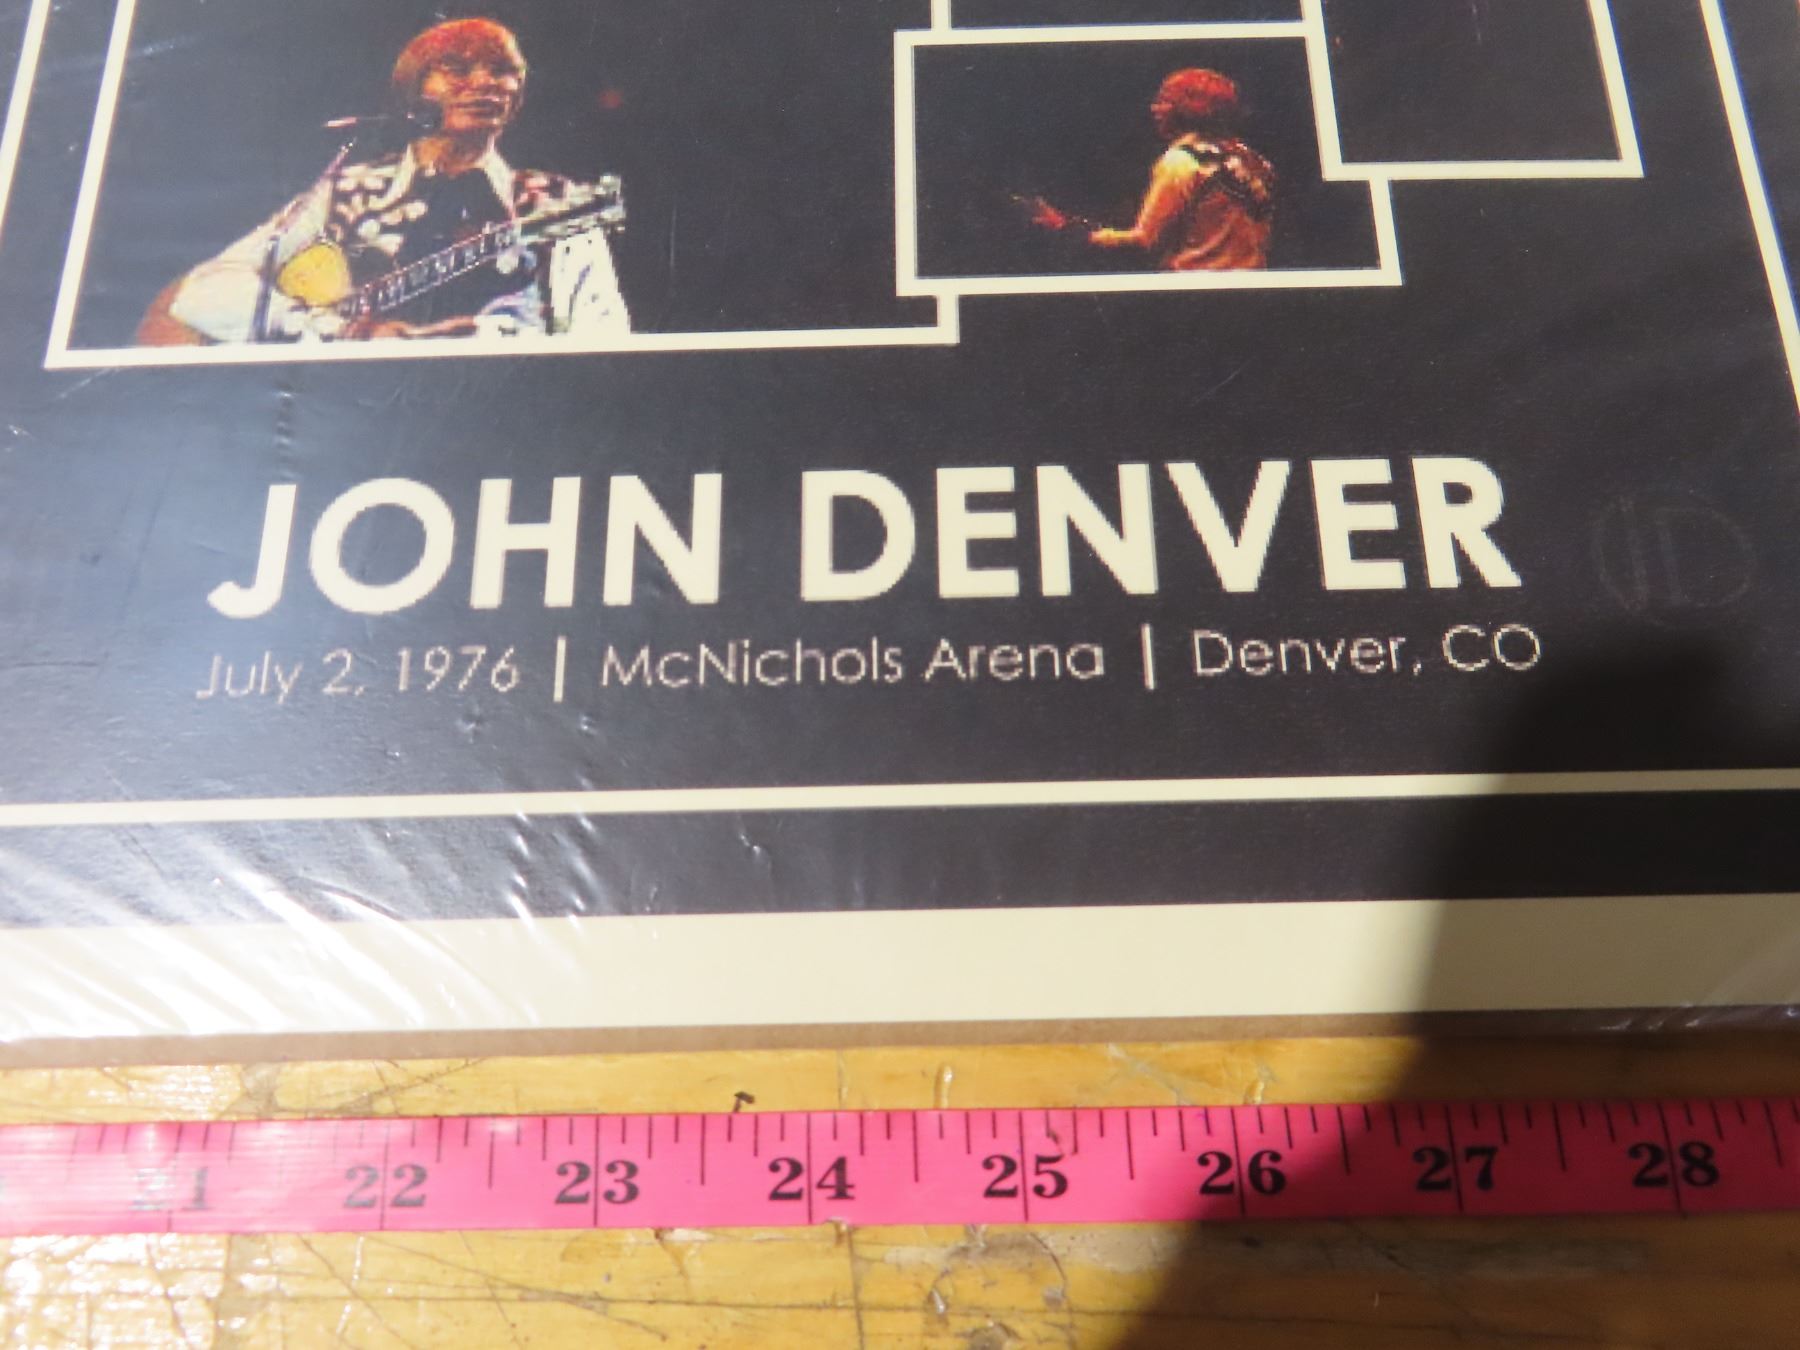 JOHN DENVER
July 2, 1976 | McNichols Arena | Denver, CO
21 22 23 24 25 26 27 28